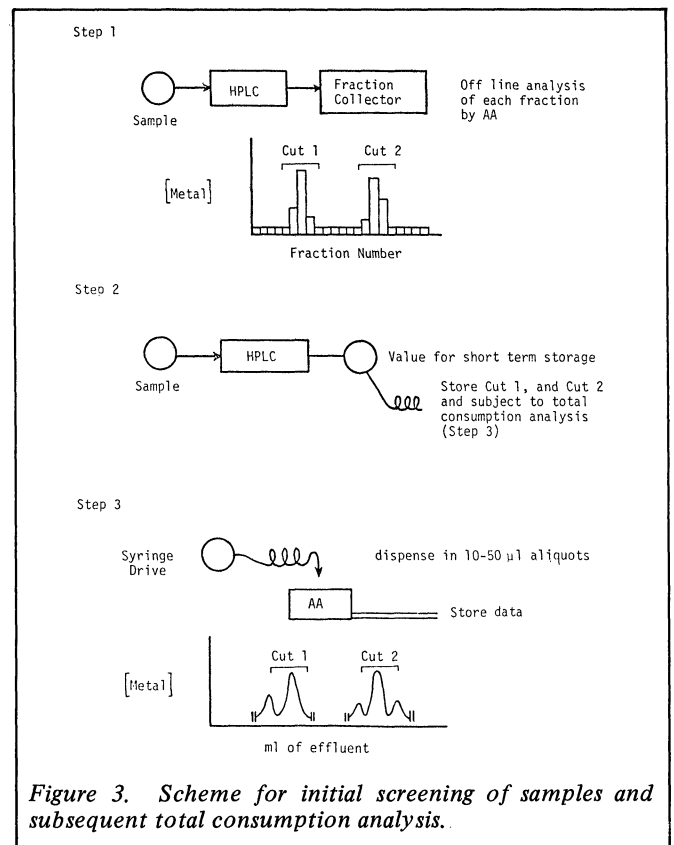 Step 1
Sample
HPLC
Fraction
Collector
Off line analysis
of each fraction
by AA
[Metal]
Cut 1
Cut 2
Fraction Number
Step 2
Sample
HPLC
Value for short term storage
Store Cut 1, and Cut 2
and subject to total
consumption analysis
(Step 3)
Step 3
Syringe
Drive
dispense in 10-50 µl aliquots
AA
Store data
[Metal]
Cut 1
Cut 2
ml of effluent
Figure 3. Scheme for initial screening of samples and
subsequent total consumption analysis.